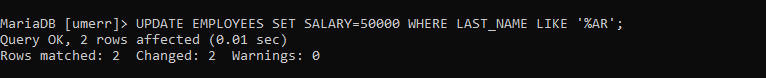 MariaDB [umerr]> UPDATE EMPLOYEES SET SALARY=50000 WHERE LAST_NAME LIKE '%AR';
Query OK, 2 rows affected (0.01 sec)
Rows matched: 2  Changed: 2  Warnings: 0